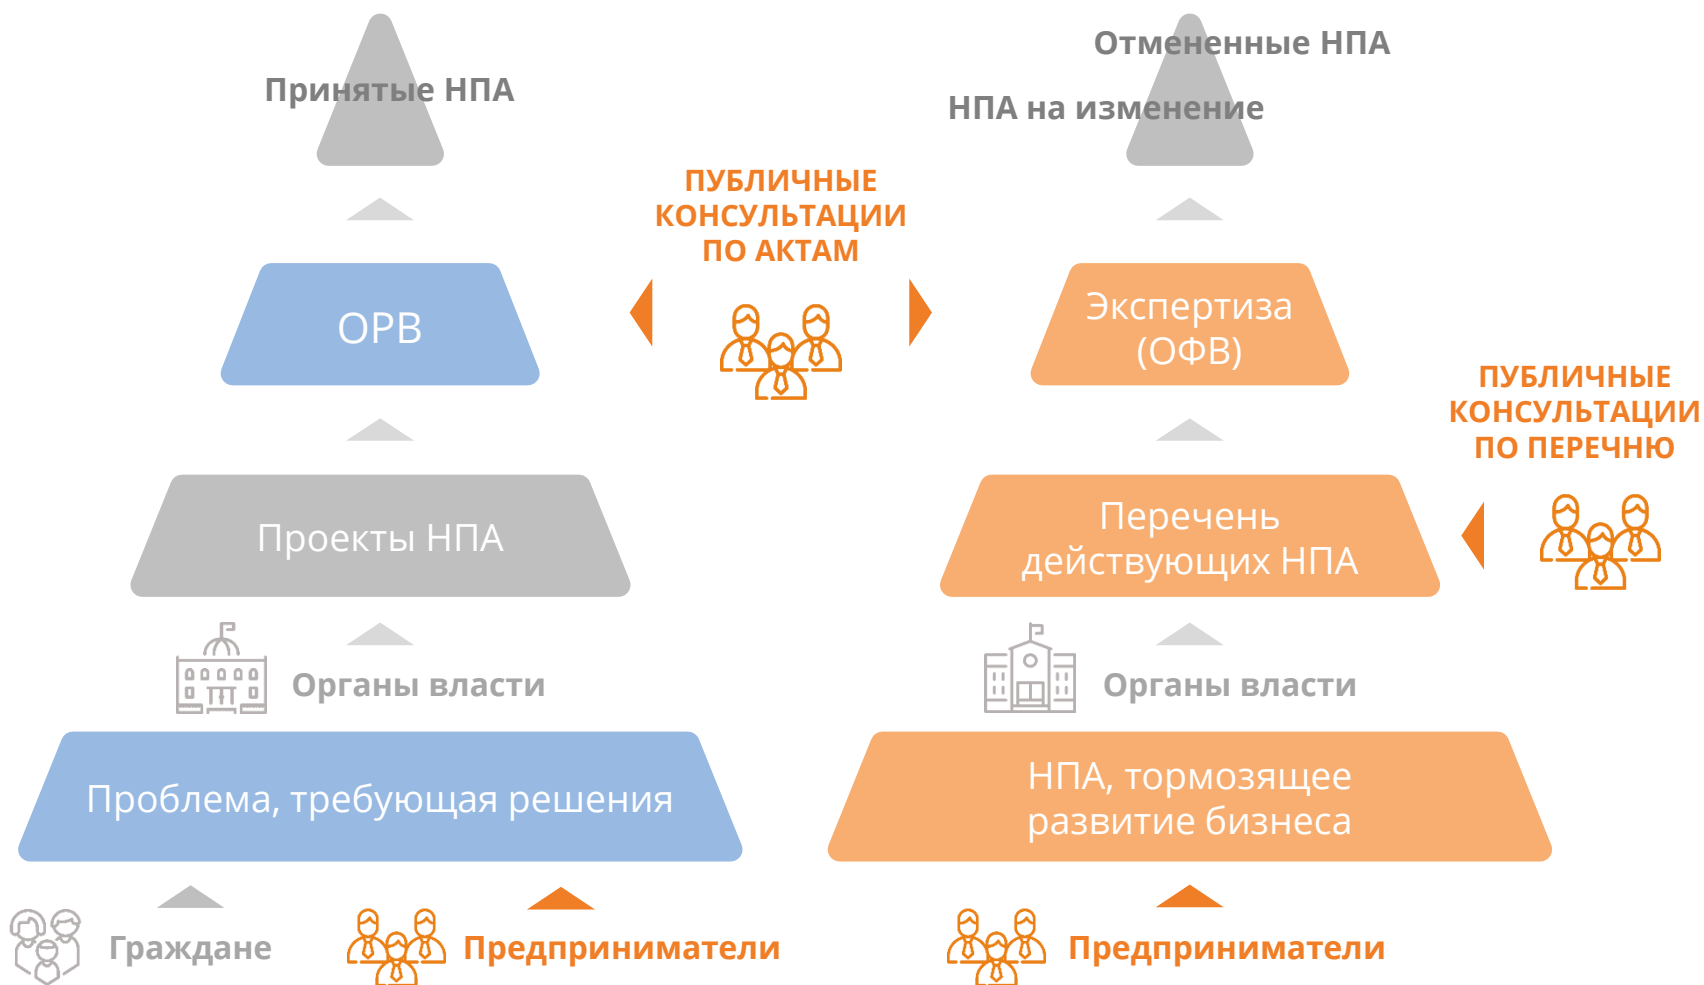 Принятые НПА
Отмененные НПА
НПА на изменение
ПУБЛИЧНЫЕ
КОНСУЛЬТАЦИИ
ПО АКТАМ
ОРВ
Экспертиза
(ОФВ)
ПУБЛИЧНЫЕ
КОНСУЛЬТАЦИИ
ПО ПЕРЕЧНЮ
Проекты НПА
Перечень
действующих НПА
Органы власти
Органы власти
Проблема, требующая решения
НПА, тормозящее
развитие бизнеса
Граждане
Предприниматели
Предприниматели